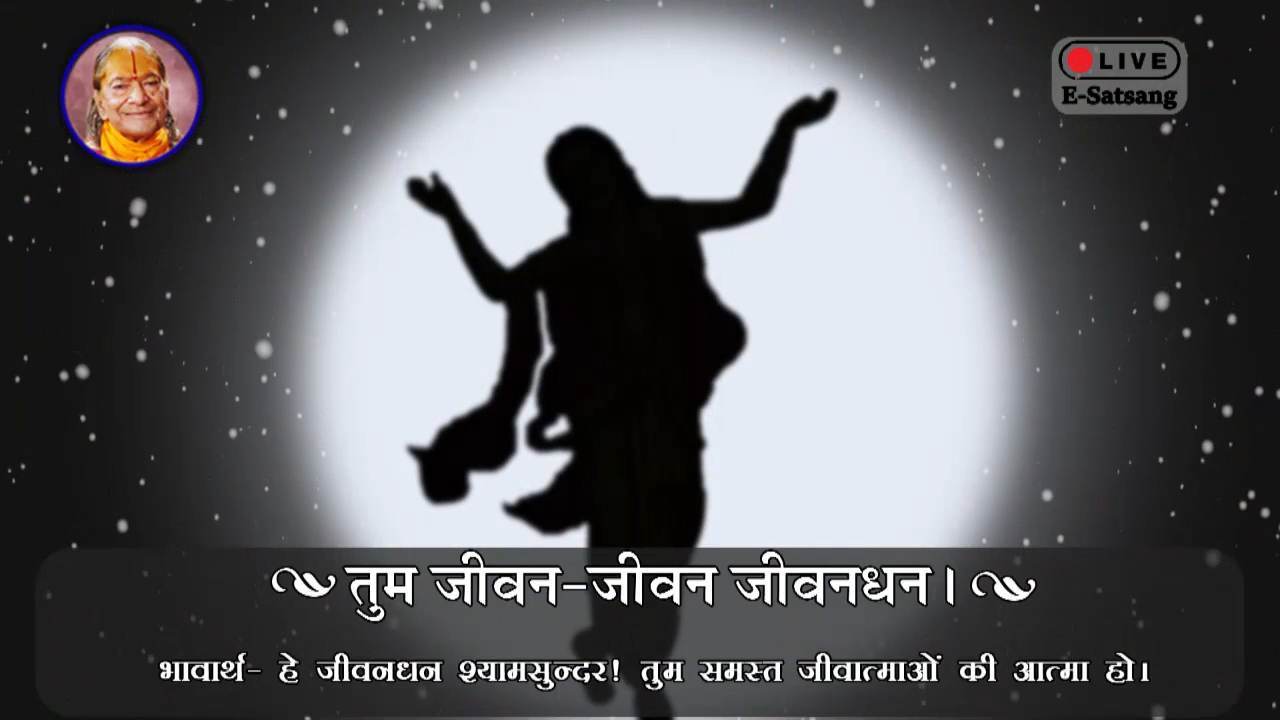 LIVE
E-Satsang
तुम जीवन-जीवन जीवनधन।
भावार्थ- हे जीवनधन श्यामसुन्दर! तुम समस्त जीवात्माओं की आत्मा हो।